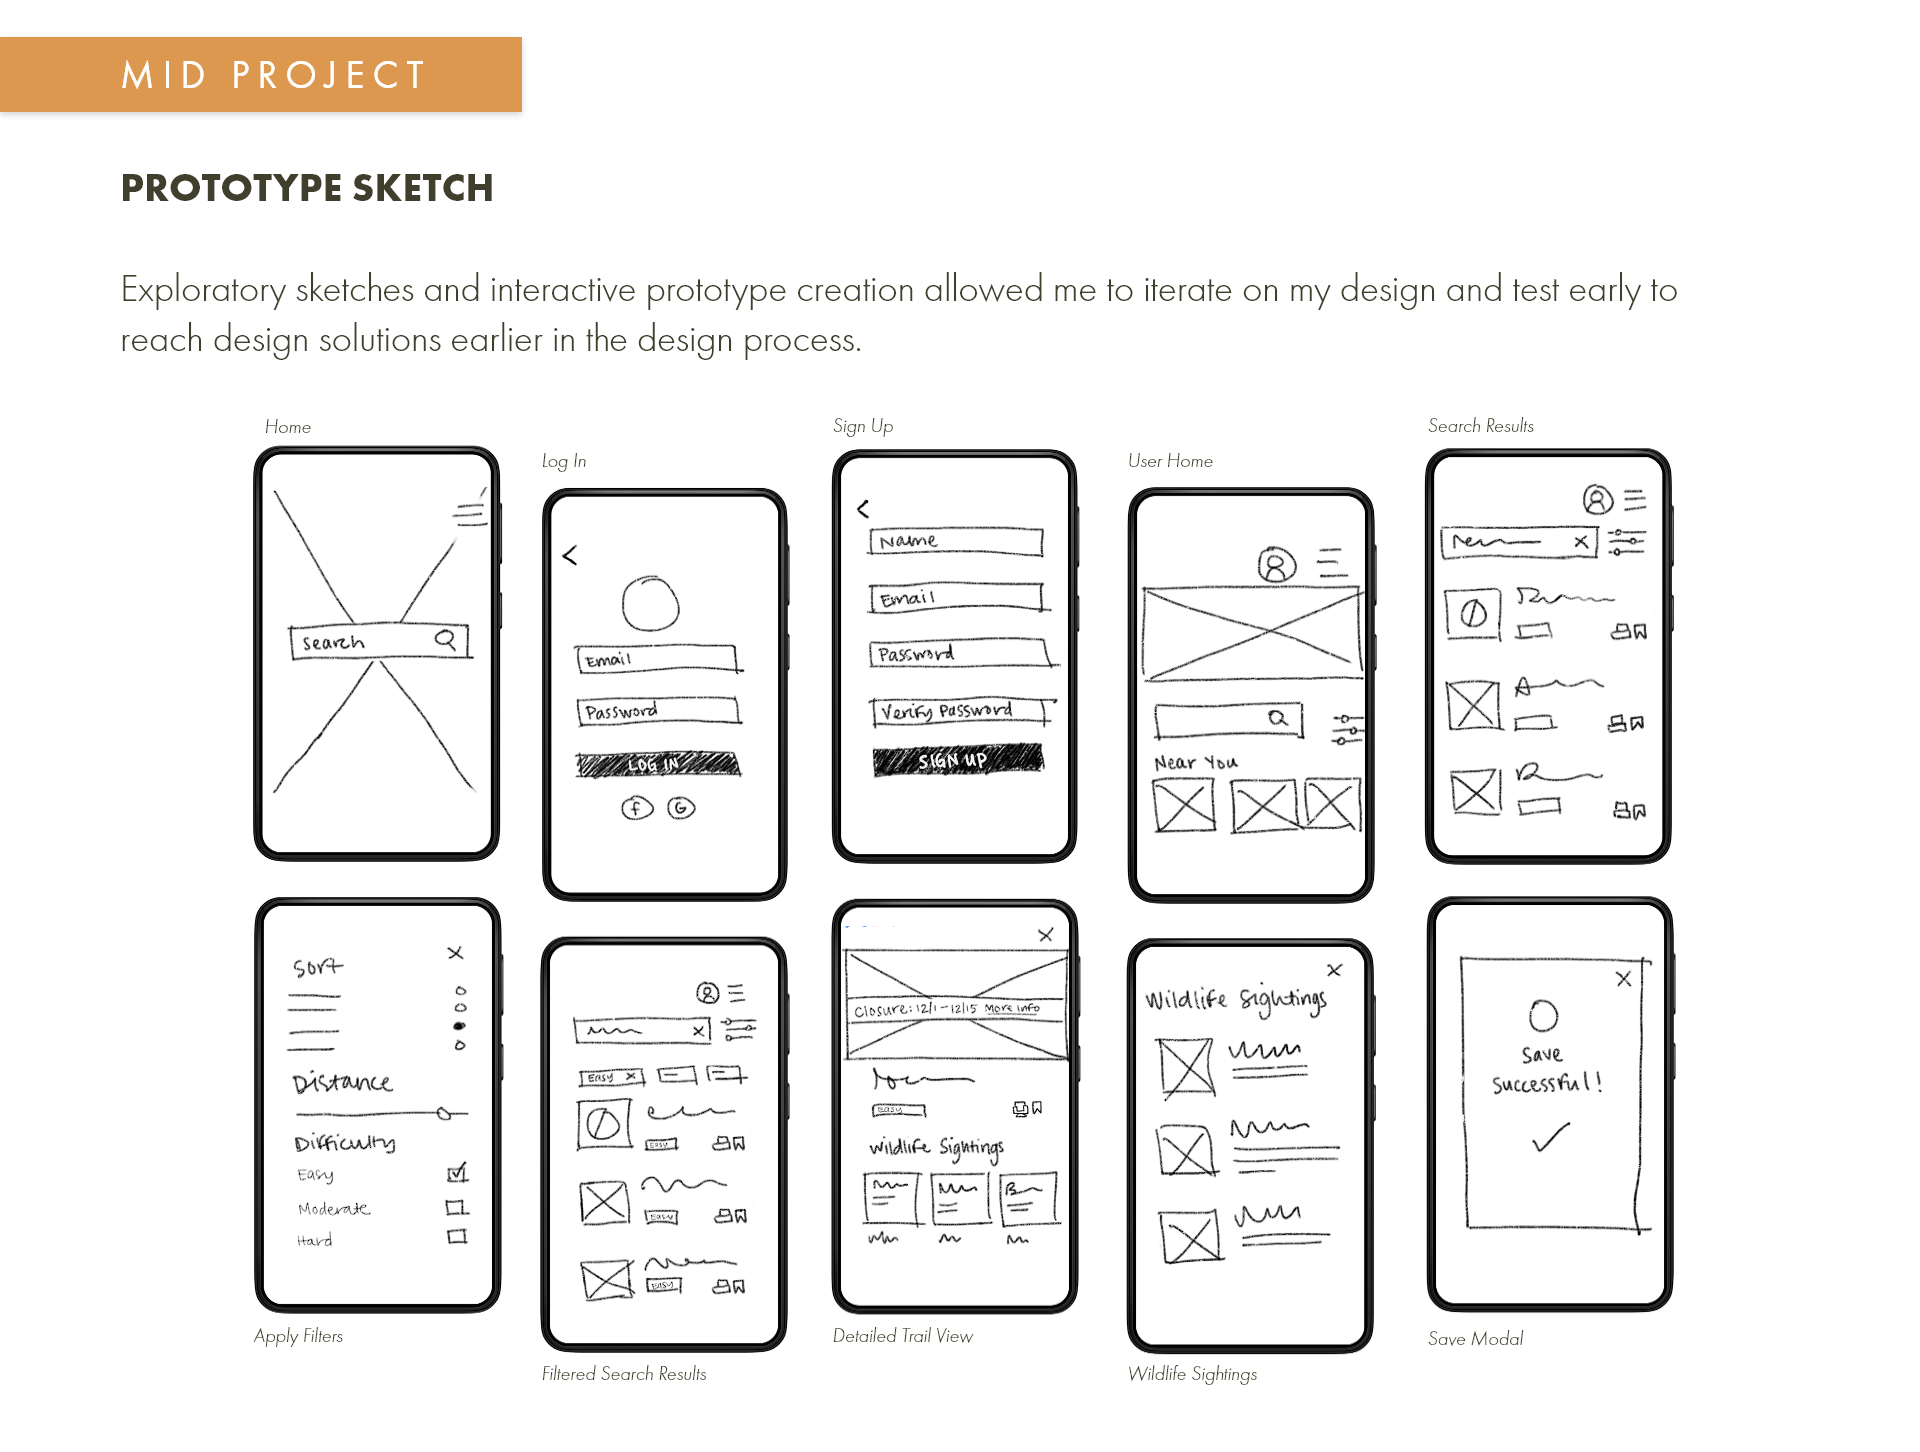 MID PROJECT
PROTOTYPE SKETCH
Exploratory sketches and interactive prototype creation allowed me to iterate on my design and test early to
reach design solutions earlier in the design process.
Home
Search
Log In
Email
Password
LOG IN
f G
Sign Up
Name
Email
Password
Verify Password
SIGN UP
User Home
Near You
Search Results
Sort
Distance
Difficulty
Easy
Moderate
Hard
Apply Filters
Easy X
Easy
Easy
Easy
Filtered Search Results
Closure: 12/1 - 12/15 More info
Easy
Wildlife Sightings
Detailed Trail View
Wildlife Sightings
Wildlife Sightings
Save
Successful!
Save Modal